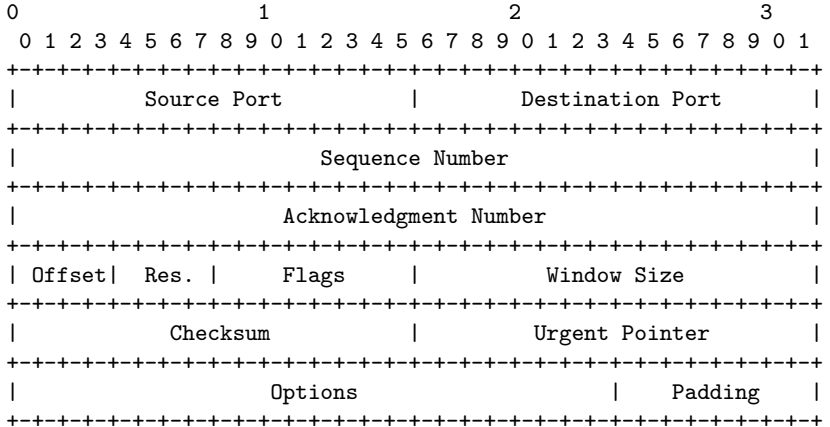 0                   1                   2                   3
 0 1 2 3 4 5 6 7 8 9 0 1 2 3 4 5 6 7 8 9 0 1 2 3 4 5 6 7 8 9 0 1
+-+-+-+-+-+-+-+-+-+-+-+-+-+-+-+-+-+-+-+-+-+-+-+-+-+-+-+-+-+-+-+-+
|          Source Port          |        Destination Port       |
+-+-+-+-+-+-+-+-+-+-+-+-+-+-+-+-+-+-+-+-+-+-+-+-+-+-+-+-+-+-+-+-+
|                        Sequence Number                        |
+-+-+-+-+-+-+-+-+-+-+-+-+-+-+-+-+-+-+-+-+-+-+-+-+-+-+-+-+-+-+-+-+
|                     Acknowledgment Number                     |
+-+-+-+-+-+-+-+-+-+-+-+-+-+-+-+-+-+-+-+-+-+-+-+-+-+-+-+-+-+-+-+-+
| Offset|  Res. |     Flags     |          Window Size          |
+-+-+-+-+-+-+-+-+-+-+-+-+-+-+-+-+-+-+-+-+-+-+-+-+-+-+-+-+-+-+-+-+
|            Checksum           |         Urgent Pointer        |
+-+-+-+-+-+-+-+-+-+-+-+-+-+-+-+-+-+-+-+-+-+-+-+-+-+-+-+-+-+-+-+-+
|                    Options                    |    Padding    |
+-+-+-+-+-+-+-+-+-+-+-+-+-+-+-+-+-+-+-+-+-+-+-+-+-+-+-+-+-+-+-+-+